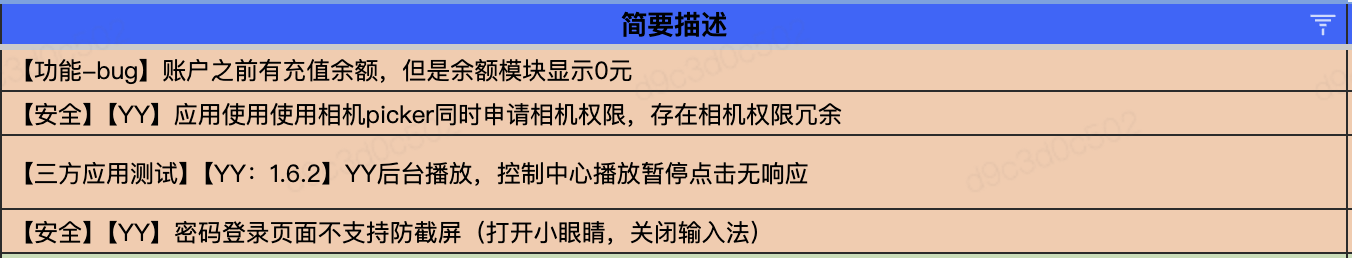 简要描述
【功能-bug】账户之前有充值余额，但是余额模块显示0元
【安全】【YY】应用使用使用相机picker同时申请相机权限，存在相机权限冗余
【三方应用测试】【YY：1.6.2】YY后台播放，控制中心播放暂停点击无响应
【安全】【YY】密码登录页面不支持防截屏（打开小眼睛，关闭输入法）
d9c3d0c502